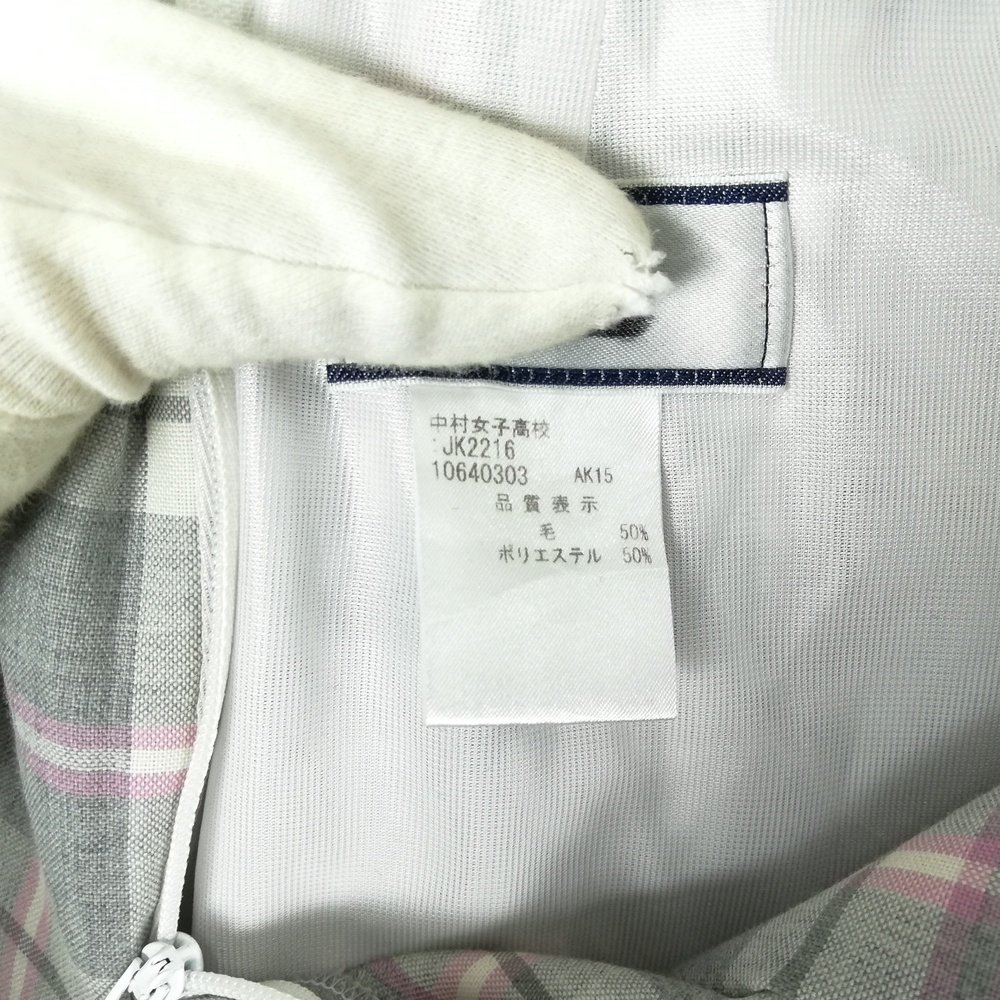 中村女子高校
:JK2216
10640303 AK15
品質表示
毛 50%
ポリエステル 50%